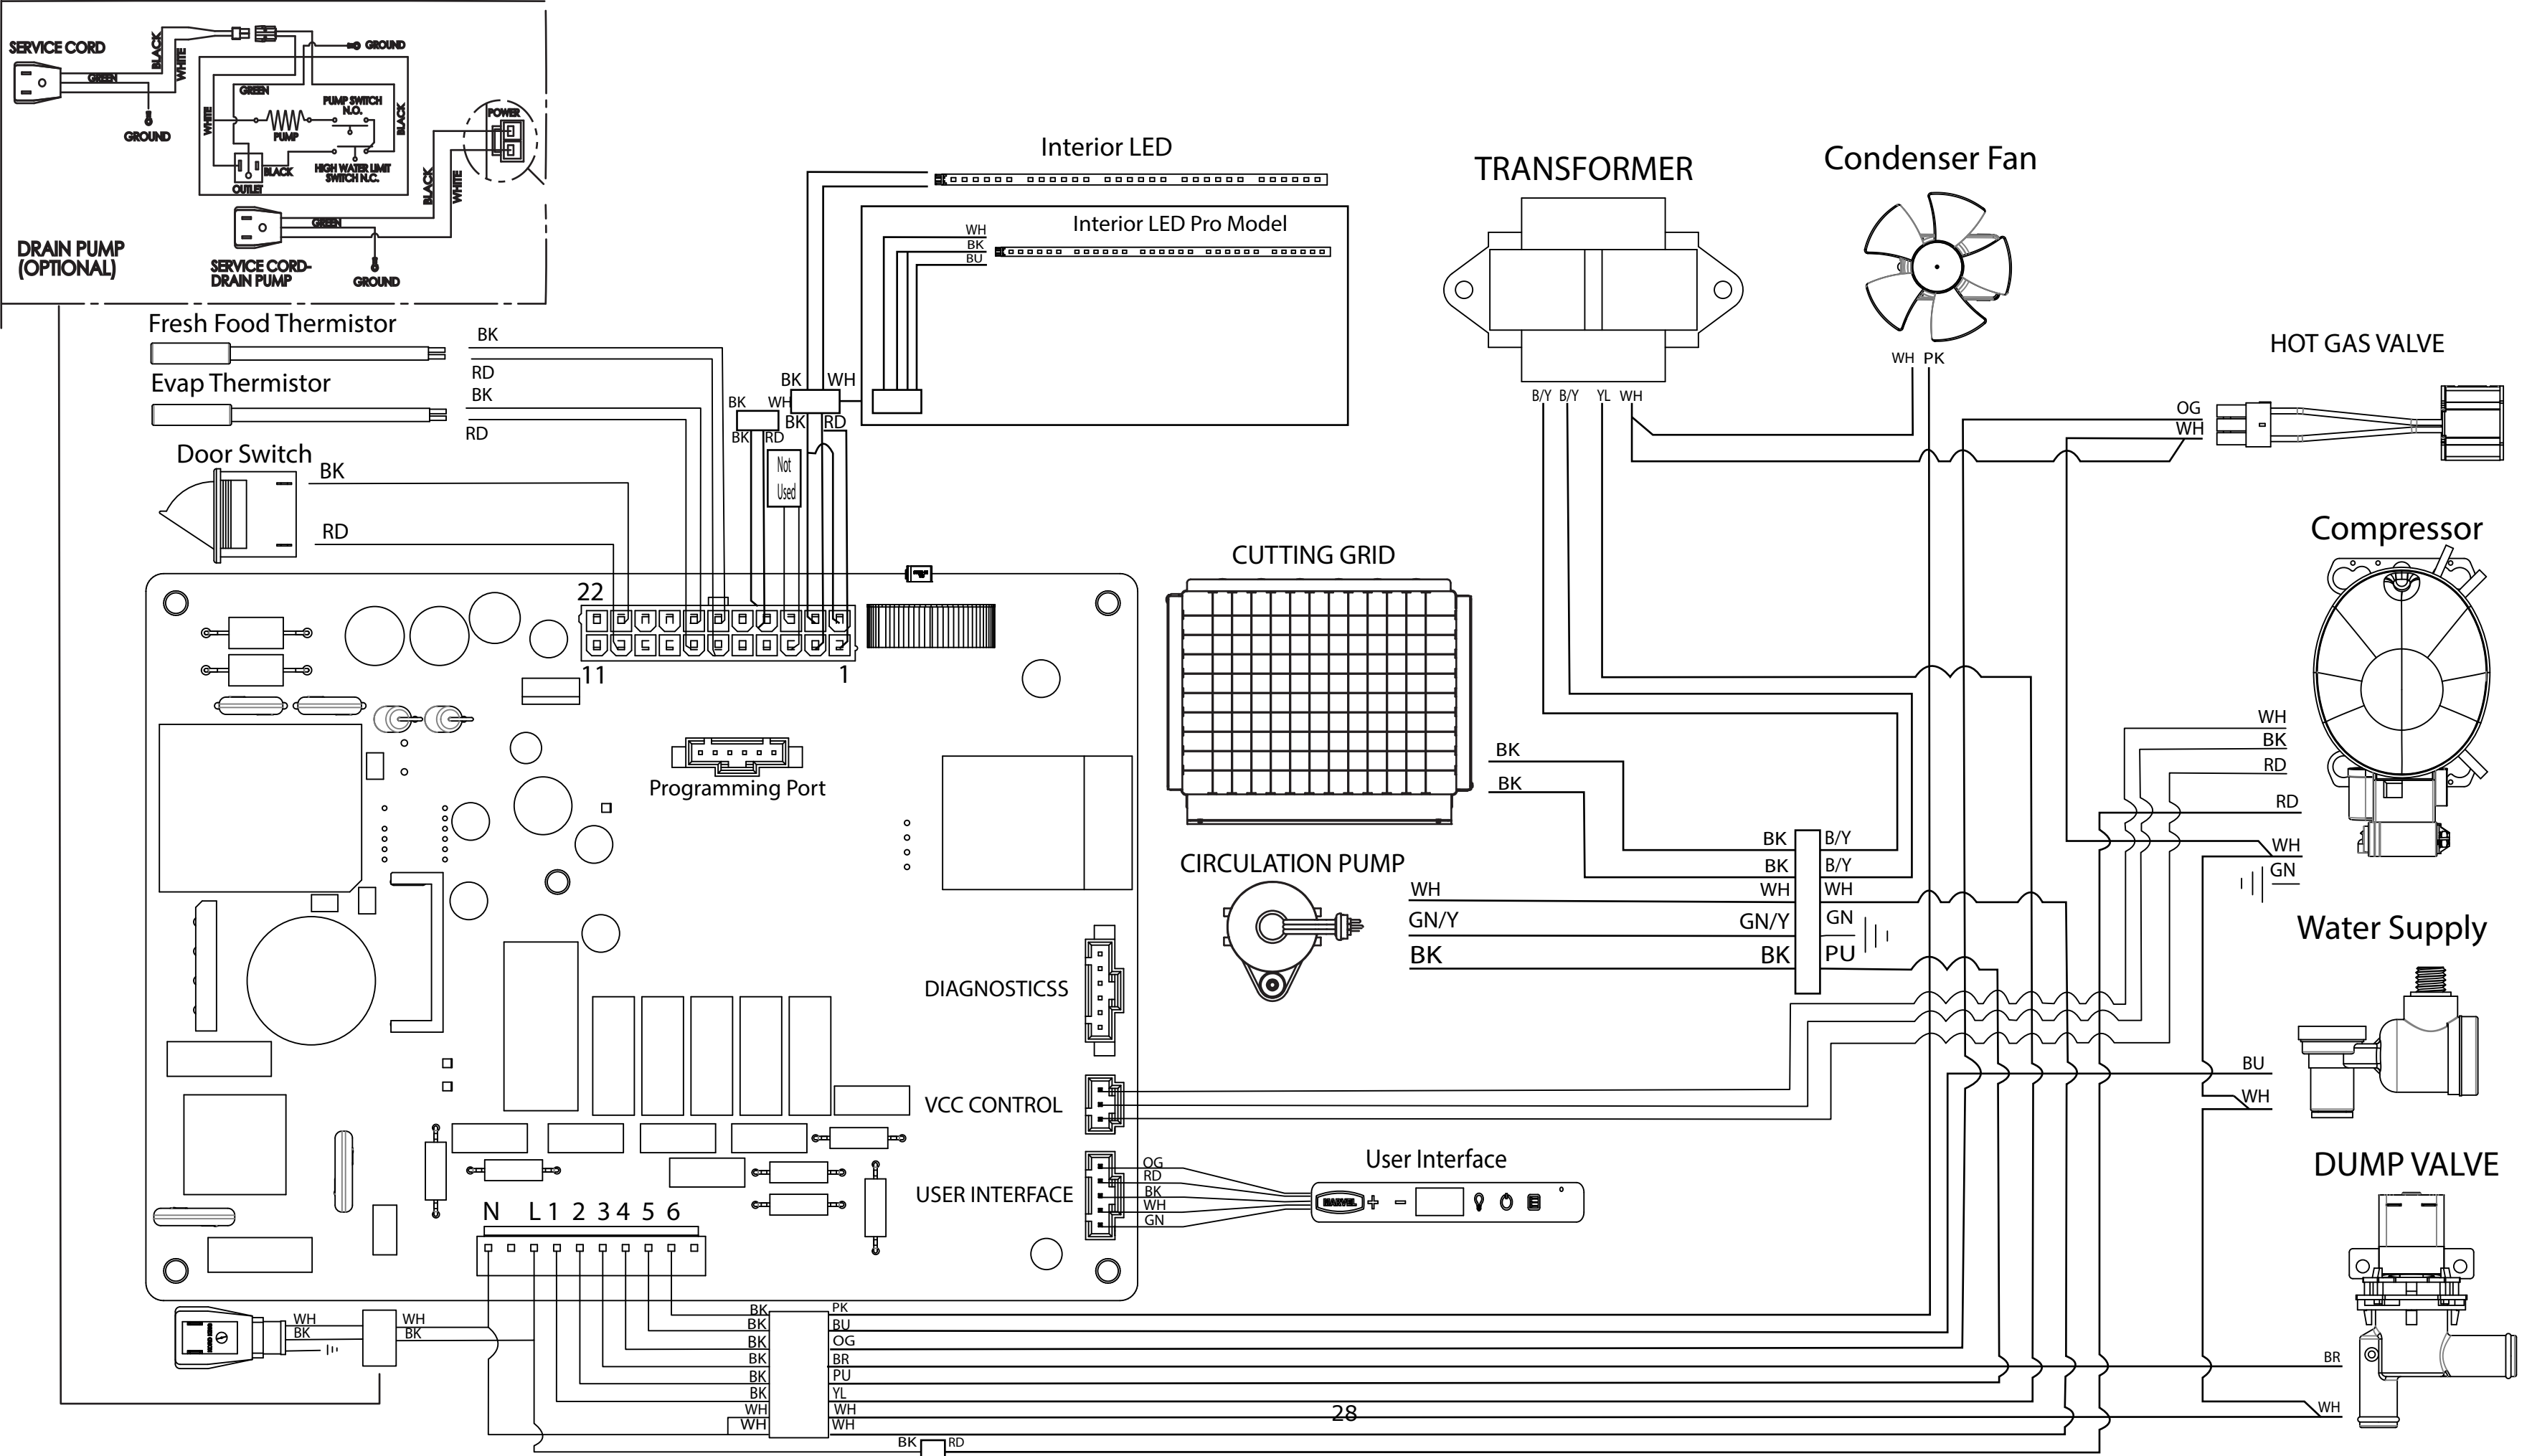 SERVICE CORD
BLACK
WHITE
GREEN
GROUND
GROUND
GREEN
WHITE
PUMP SWITCH
N.O.
PUMP
BLACK
BLACK
HIGH WATER LIMIT
SWITCH N.C.
OUTLET
POWER
BLACK
WHITE
GREEN
DRAIN PUMP
(OPTIONAL)
SERVICE CORD-
DRAIN PUMP
GROUND
Interior LED
Interior LED Pro Model
WH
BK
BU
TRANSFORMER
B/Y B/Y YL WH
Condenser Fan
WH PK
HOT GAS VALVE
OG
WH
Fresh Food Thermistor
BK
RD
Evap Thermistor
BK
RD
Door Switch
BK
RD
BK WH
BK WH
BK RD
BK RD
Not
Used
22
11
1
Programming Port
CUTTING GRID
BK
BK
CIRCULATION PUMP
WH
GN/Y
BK
BK B/Y
BK B/Y
WH WH
GN/Y GN
BK PU
Compressor
WH
BK
RD
RD
WH
GN
Water Supply
BU
WH
DUMP VALVE
BR
WH
DIAGNOSTICSS
VCC CONTROL
USER INTERFACE
OG
RD
BK
WH
GN
User Interface
MARVEL + –
N L 1 2 3 4 5 6
WH WH
BK BK
BK PK
BK BU
BK OG
BK BR
BK PU
BK YL
WH WH
WH WH
BK RD
28